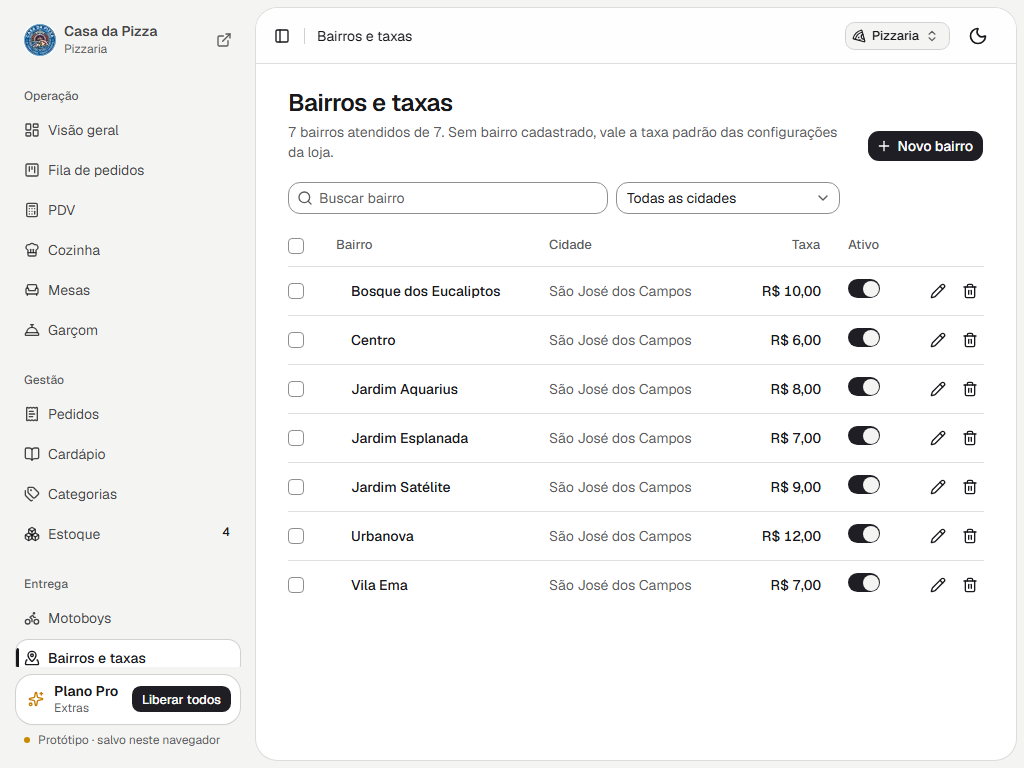 Casa da Pizza
Pizzaria
Operação
Visão geral
Fila de pedidos
PDV
Cozinha
Mesas
Garçom
Gestão
Pedidos
Cardápio
Categorias
Estoque 4
Entrega
Motoboys
Bairros e taxas
Plano Pro
Extras
Liberar todos
Protótipo · salvo neste navegador
Bairros e taxas
Pizzaria
Bairros e taxas
7 bairros atendidos de 7. Sem bairro cadastrado, vale a taxa padrão das configurações
da loja.
Novo bairro
Buscar bairro
Todas as cidades
Bairro Cidade Taxa Ativo
Bosque dos Eucaliptos São José dos Campos R$ 10,00
Centro São José dos Campos R$ 6,00
Jardim Aquarius São José dos Campos R$ 8,00
Jardim Esplanada São José dos Campos R$ 7,00
Jardim Satélite São José dos Campos R$ 9,00
Urbanova São José dos Campos R$ 12,00
Vila Ema São José dos Campos R$ 7,00